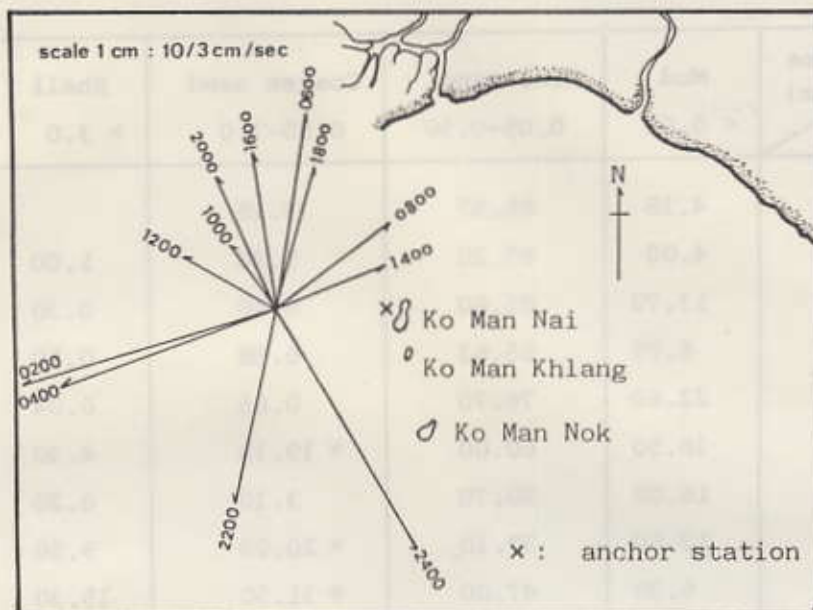 scale 1 cm : 10/3 cm/sec
0600
1600
2000
1800
1000
0800
1200
1400
N
× Ko Man Nai
Ko Man Khlang
0200
0400
Ko Man Nok
2200
2400
× : anchor station